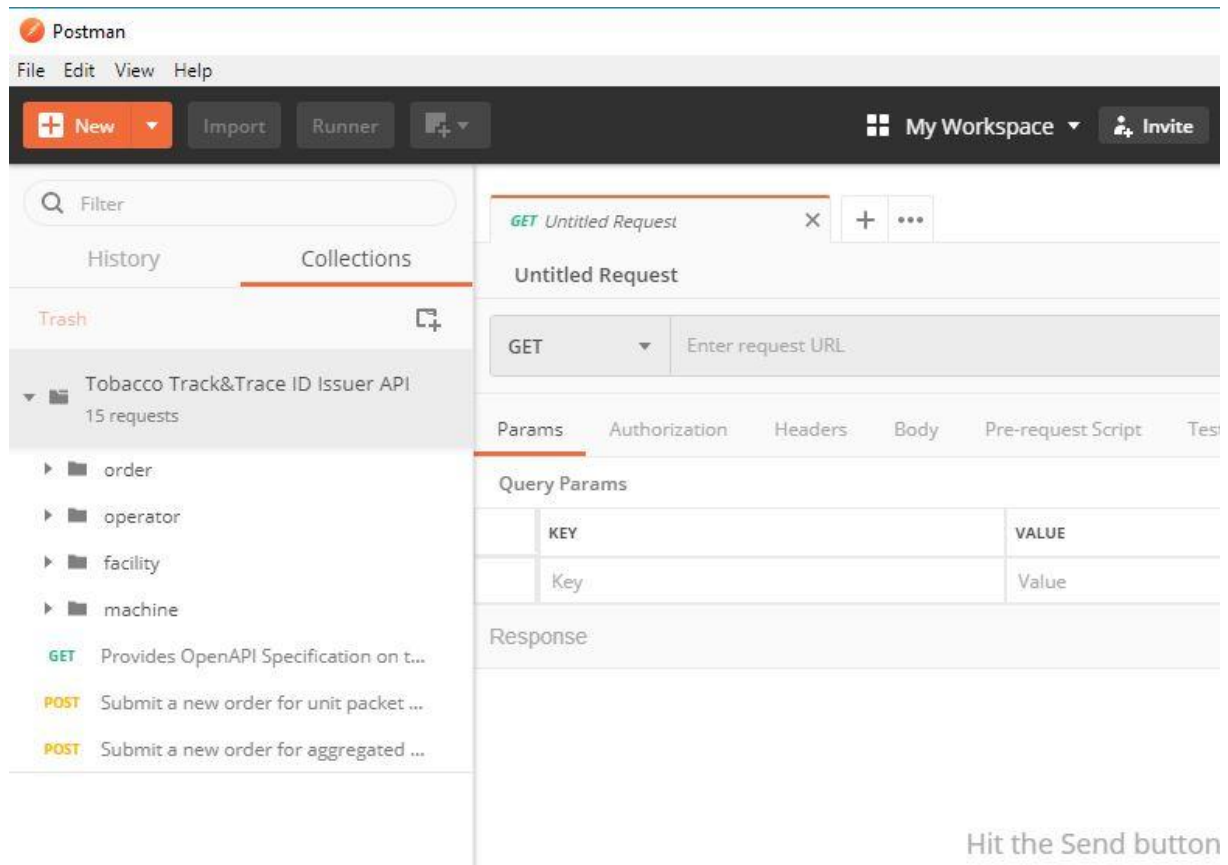 Postman
File Edit View Help
New Import Runner My Workspace Invite
Filter
History Collections
Trash
Tobacco Track&Trace ID Issuer API
15 requests
order
operator
facility
machine
GET Provides OpenAPI Specification on t...
POST Submit a new order for unit packet ...
POST Submit a new order for aggregated ...
GET Untitled Request
Untitled Request
GET Enter request URL
Params Authorization Headers Body Pre-request Script Test
Query Params
KEY VALUE
Key Value
Response
Hit the Send button